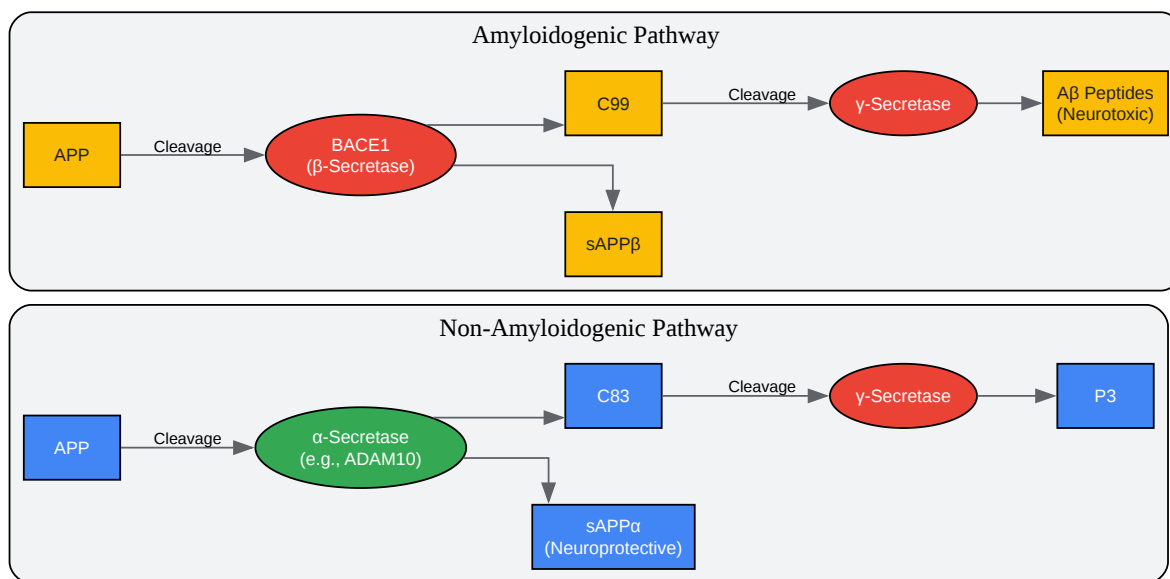 Amyloidogenic Pathway
APP
Cleavage
BACE1
(β-Secretase)
C99
sAPPβ
Cleavage
γ-Secretase
Aβ Peptides
(Neurotoxic)
Non-Amyloidogenic Pathway
APP
Cleavage
α-Secretase
(e.g., ADAM10)
C83
sAPPα
(Neuroprotective)
Cleavage
γ-Secretase
P3